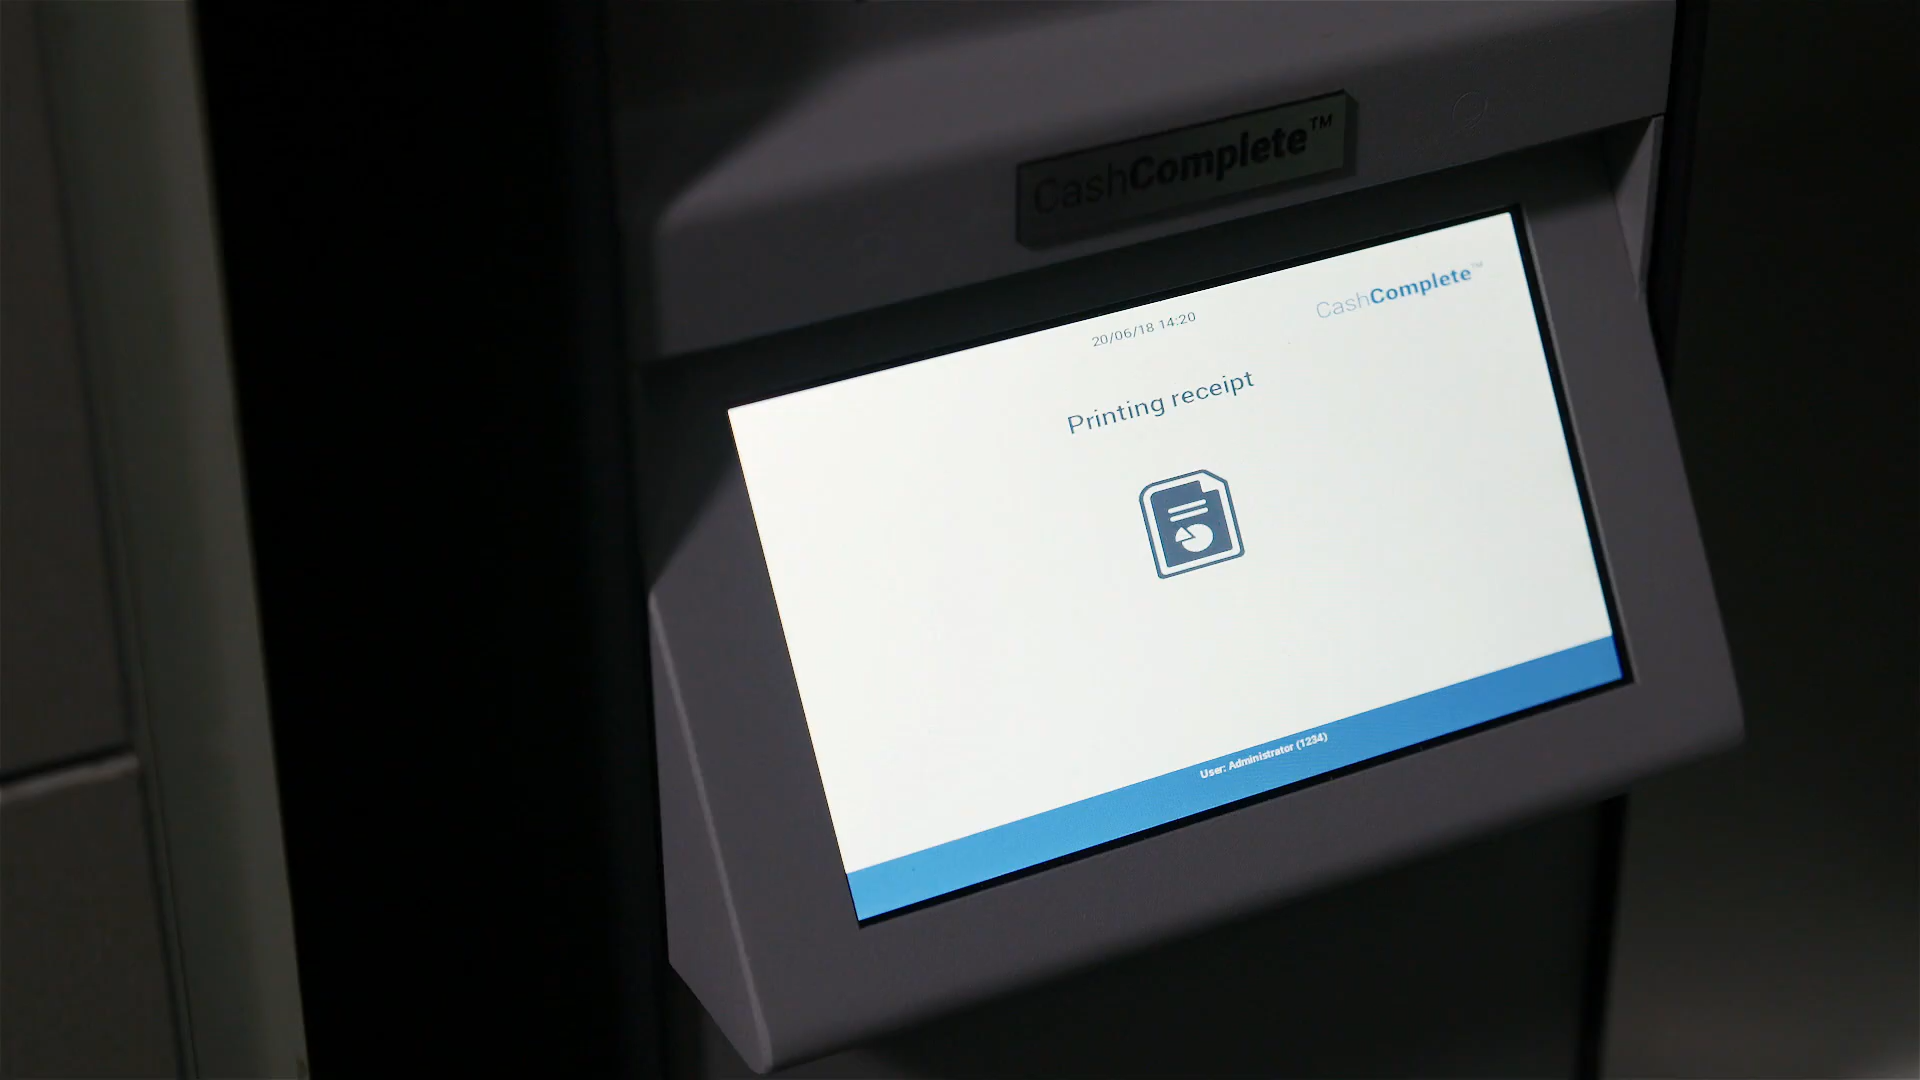 CashComplete™
CashComplete™
20/06/18 14:20
Printing receipt
User: Administrator (1234)